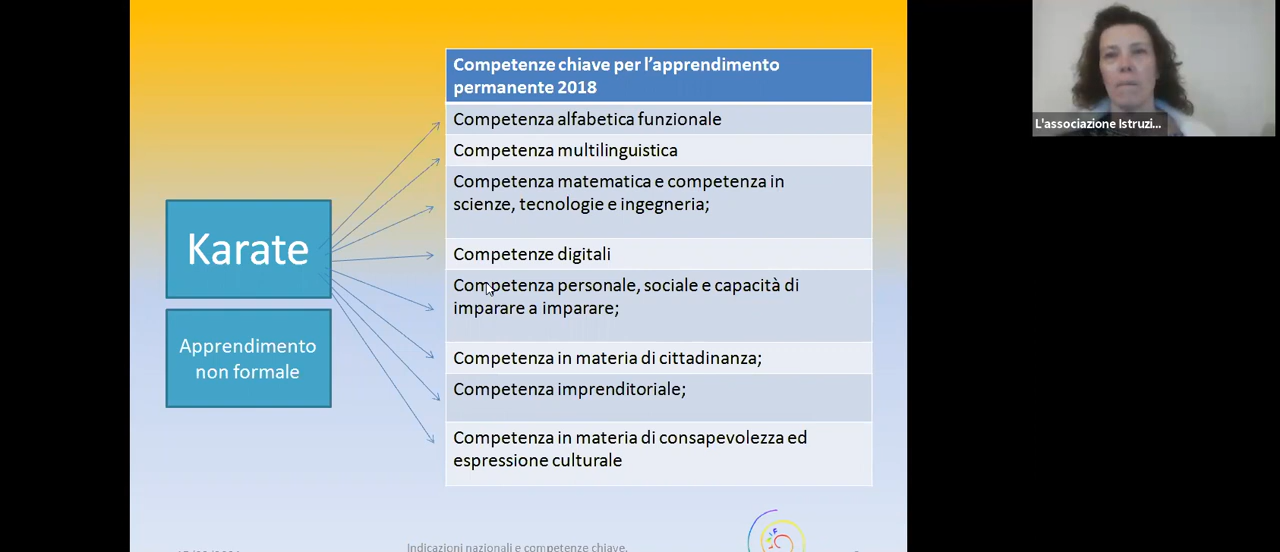 Competenze chiave per l'apprendimento
permanente 2018
Competenza alfabetica funzionale
Competenza multilinguistica
Competenza matematica e competenza in
scienze, tecnologie e ingegneria;
Competenze digitali
Competenza personale, sociale e capacità di
imparare a imparare;
Competenza in materia di cittadinanza;
Competenza imprenditoriale;
Competenza in materia di consapevolezza ed
espressione culturale
Karate
Apprendimento
non formale
Indicazioni nazionali e competenze chiave.
L'associazione Istruzi...